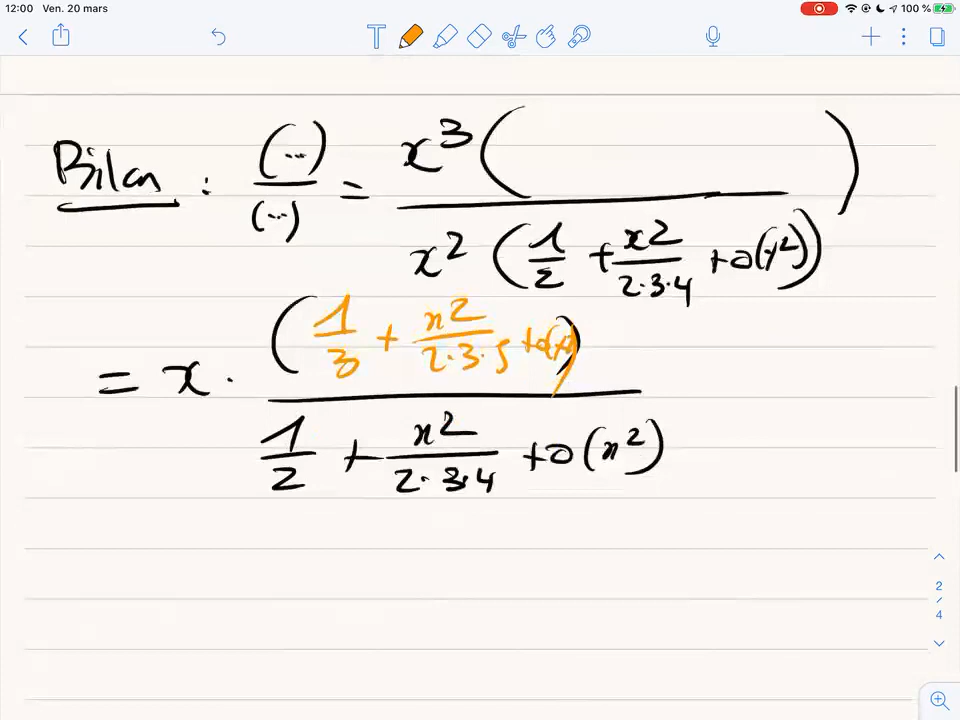 12:00 Ven. 20 mars 100 %
Bilan : (...)/(...) = x³( ) / x²(1/2 + x²/2·3·4 + o(x²))
= x · (1/3 + x²/2·3·5 + o(x²)) / 1/2 + x²/2·3·4 + o(x²)
2
/
4